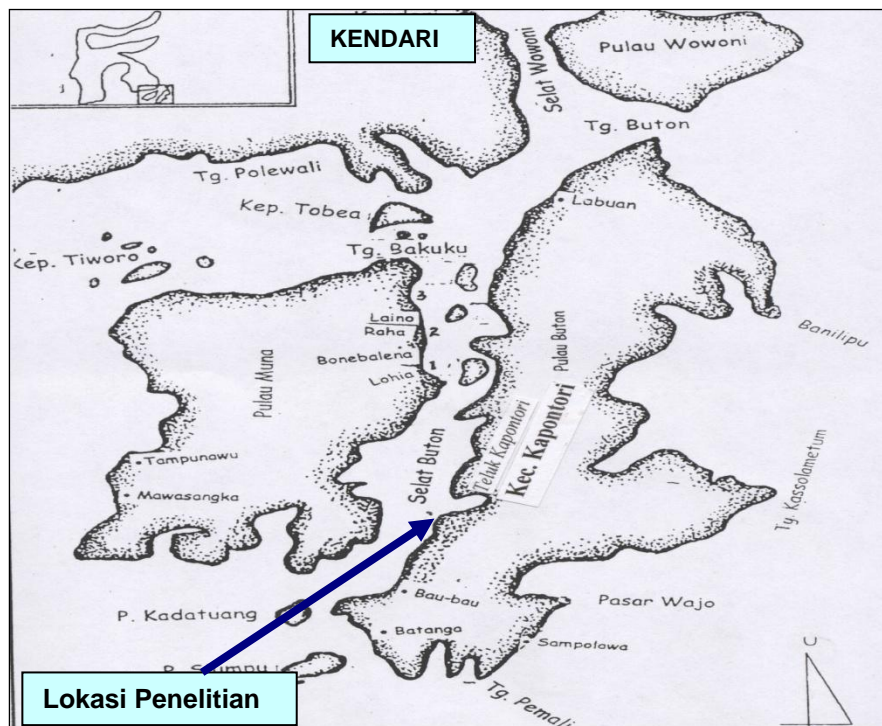 KENDARI
Pulau Wowoni
Selat Wowoni
Tg. Buton
Tg. Polewali
Labuan
Kep. Tobea
Tg. Bakuku
Kep. Tiworo
3
Laino
2
Raha
Banilipu
Pulau Buton
Bonebalena
1
Lohia
Pulau Muna
Teluk Kapontori
Kec. Kapontori
Tampunawu
Selat Butan
Mawasangka
Tg. Kassolametum
Bau-bau
Pasar Wajo
P. Kadatuang
Batanga
Sampolawa
Lokasi Penelitian
Tg. Pemali